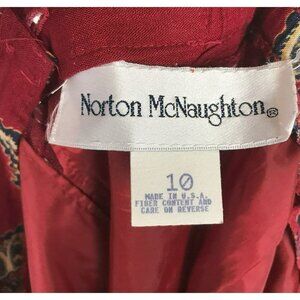 Norton McNaughton®
10
MADE IN U.S.A.
FIBER CONTENT AND
CARE ON REVERSE